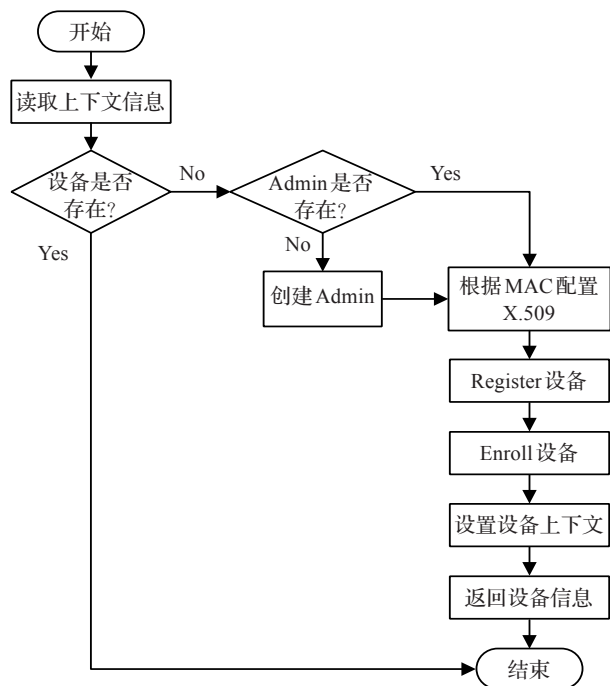 开始
读取上下文信息
设备是否
存在?
No
Admin是否
存在?
Yes
Yes
No
创建Admin
根据MAC配置
X.509
Register设备
Enroll设备
设置设备上下文
返回设备信息
结束